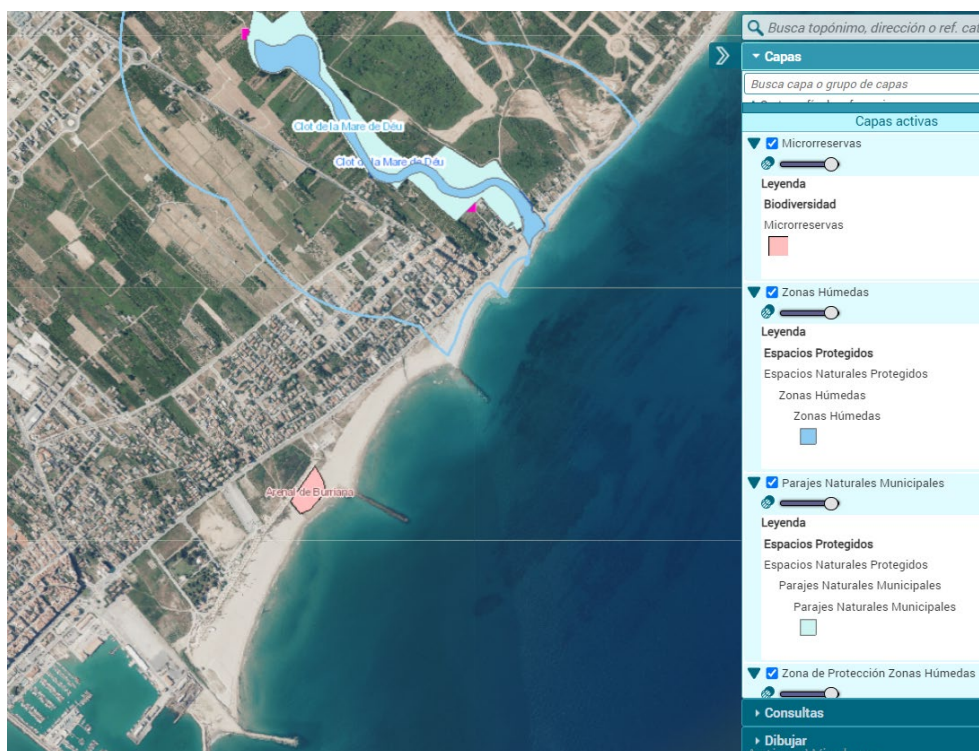 Clot de la Mare de Déu
Clot de la Mare de Déu
Arenal de Burriana
Busca topónimo, dirección o ref. cat
Capas
Busca capa o grupo de capas
Capas activas
Microrreservas
Leyenda
Biodiversidad
Microrreservas
Zonas Húmedas
Leyenda
Espacios Protegidos
Espacios Naturales Protegidos
Zonas Húmedas
Zonas Húmedas
Parajes Naturales Municipales
Leyenda
Espacios Protegidos
Espacios Naturales Protegidos
Parajes Naturales Municipales
Parajes Naturales Municipales
Zona de Protección Zonas Húmedas
Consultas
Dibujar